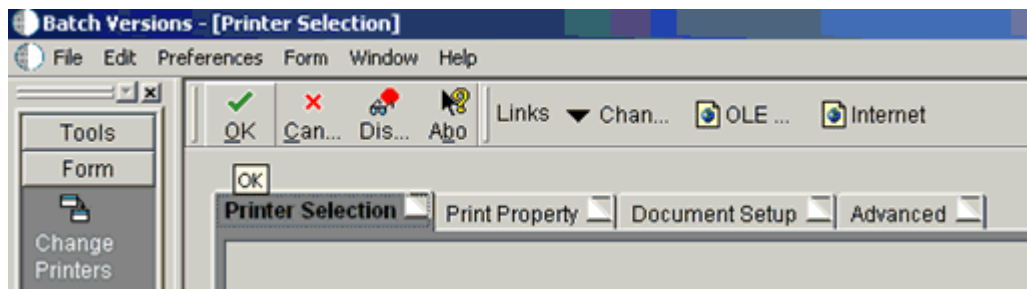 Batch Versions - [Printer Selection]
File Edit Preferences Form Window Help
OK Can... Dis... Abo Links Chan... OLE ... Internet
Tools
Form
OK
Printer Selection Print Property Document Setup Advanced
Change
Printers